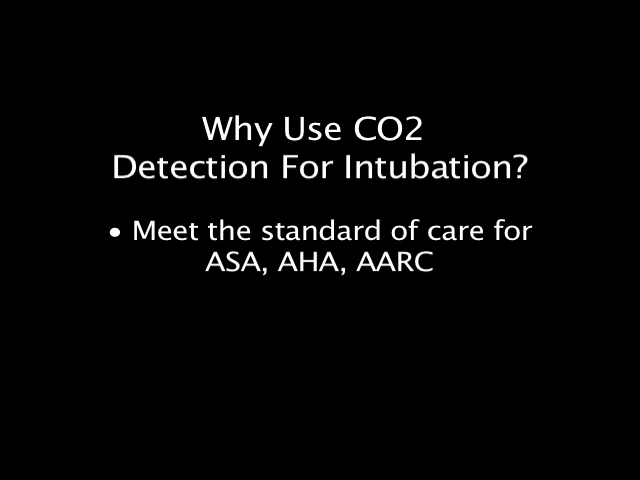 Why Use CO2
Detection For Intubation?
• Meet the standard of care for
ASA, AHA, AARC